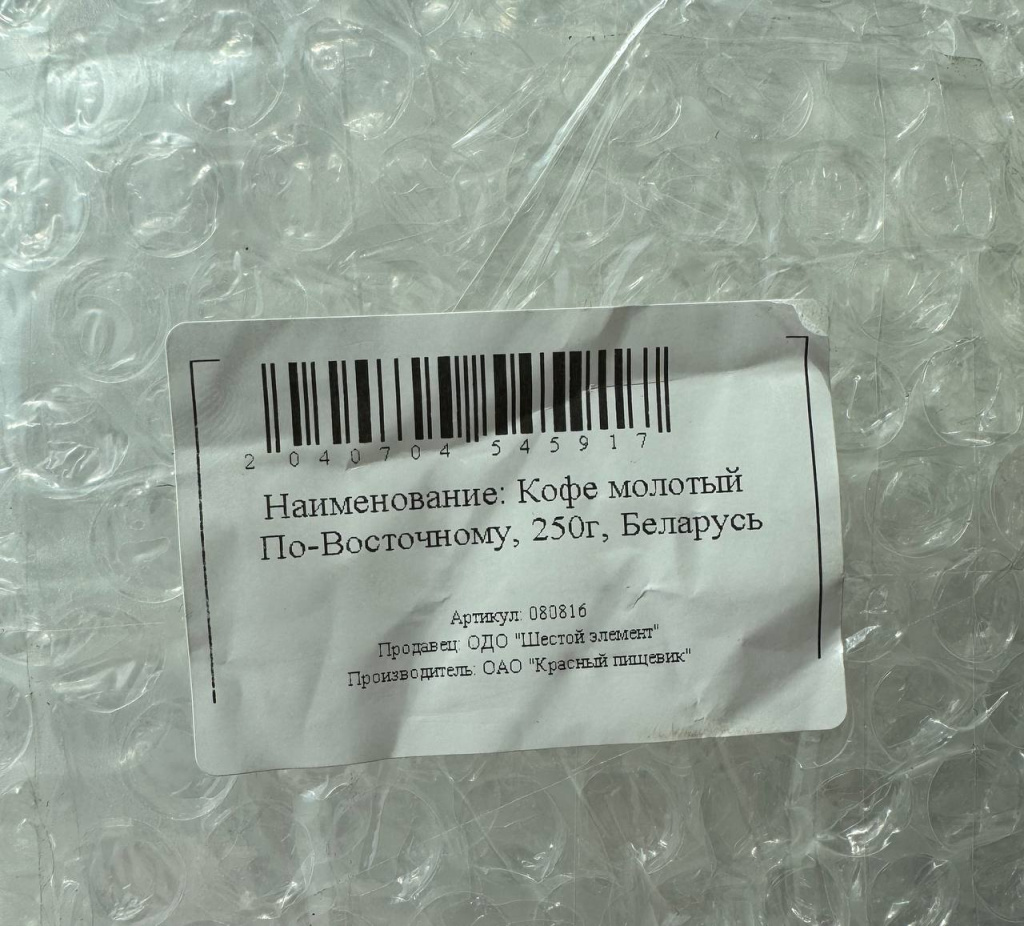 2 040704 545917
Наименование: Кофе молотый
По-Восточному, 250г, Беларусь
Артикул: 080816
Продавец: ОДО "Шестой элемент"
Производитель: ОАО "Красный пищевик"